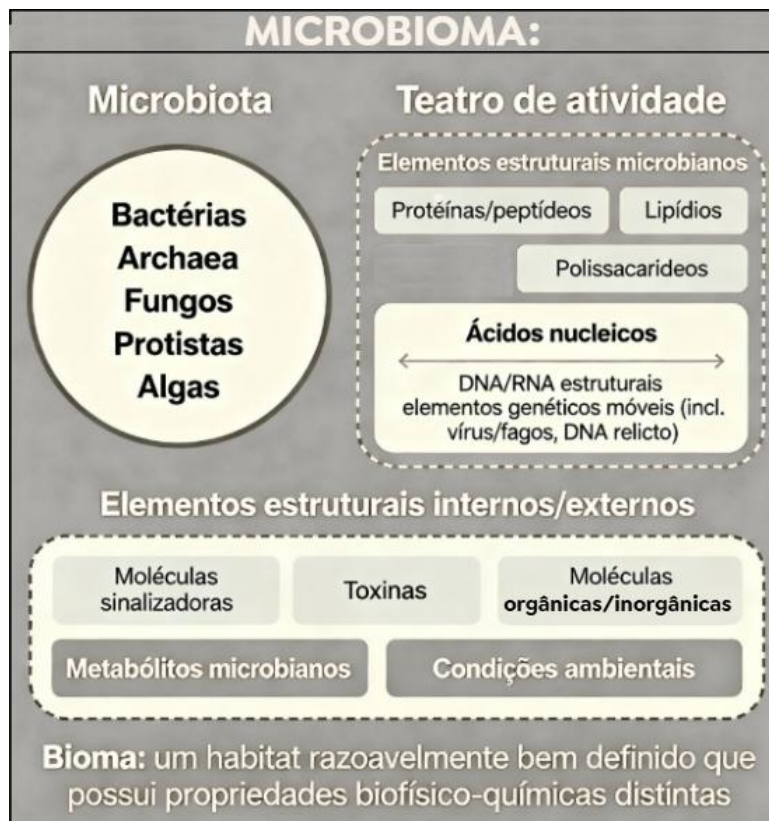 MICROBIOMA:
Microbiota
Bactérias
Archaea
Fungos
Protistas
Algas
Teatro de atividade
Elementos estruturais microbianos
Protéínas/peptídeos
Lipídios
Polissacarideos
Ácidos nucleicos
DNA/RNA estruturais
elementos genéticos móveis (incl.
vírus/fagos, DNA relicto)
Elementos estruturais internos/externos
Moléculas
sinalizadoras
Toxinas
Moléculas
orgânicas/inorgânicas
Metabólitos microbianos
Condições ambientais
Bioma: um habitat razoavelmente bem definido que
possui propriedades biofísico-químicas distintas